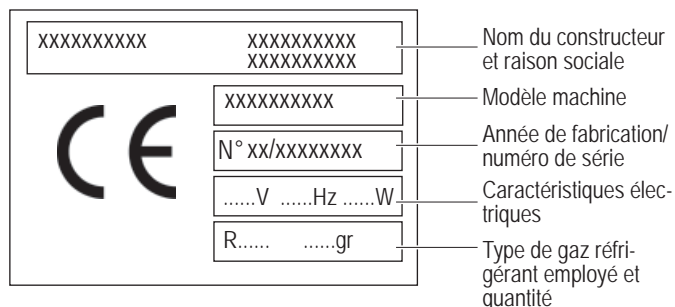 xxxxxxxxxx xxxxxxxxxx
xxxxxxxxxx
Nom du constructeur
et raison sociale
CE
xxxxxxxxxx
Modèle machine
N° xx/xxxxxxxx
Année de fabrication/
numéro de série
......V ......Hz ......W
Caractéristiques élec-
triques
R...... ......gr
Type de gaz réfri-
gérant employé et
quantité